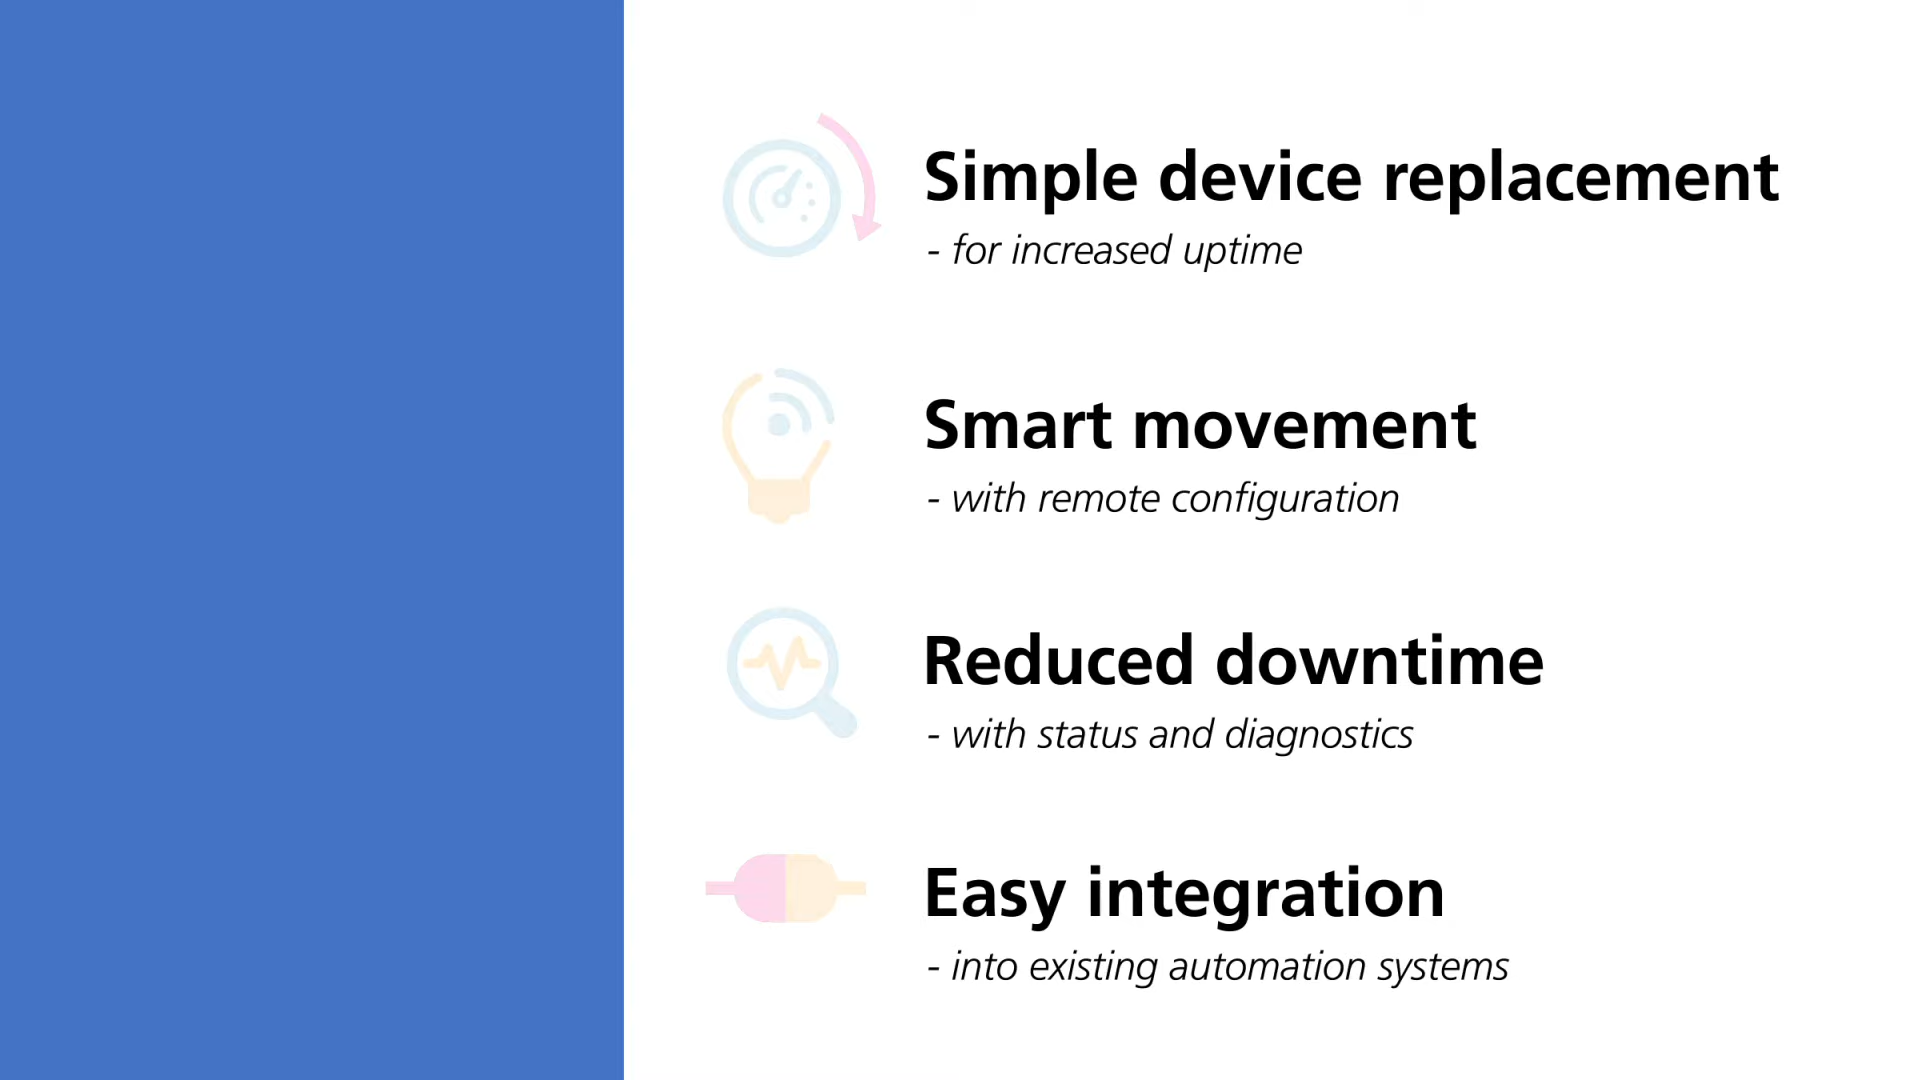 Simple device replacement
- for increased uptime
Smart movement
- with remote configuration
Reduced downtime
- with status and diagnostics
Easy integration
- into existing automation systems